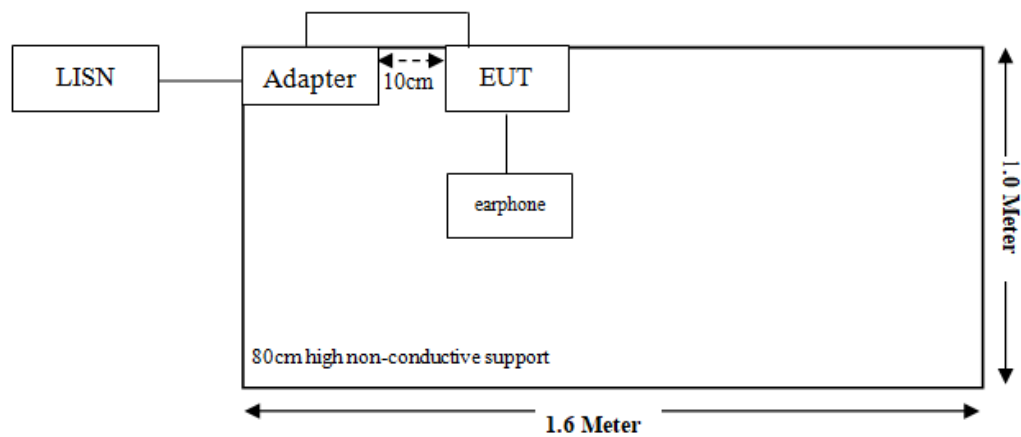 LISN
Adapter
10cm
EUT
earphone
1.0 Meter
80cm high non-conductive support
1.6 Meter